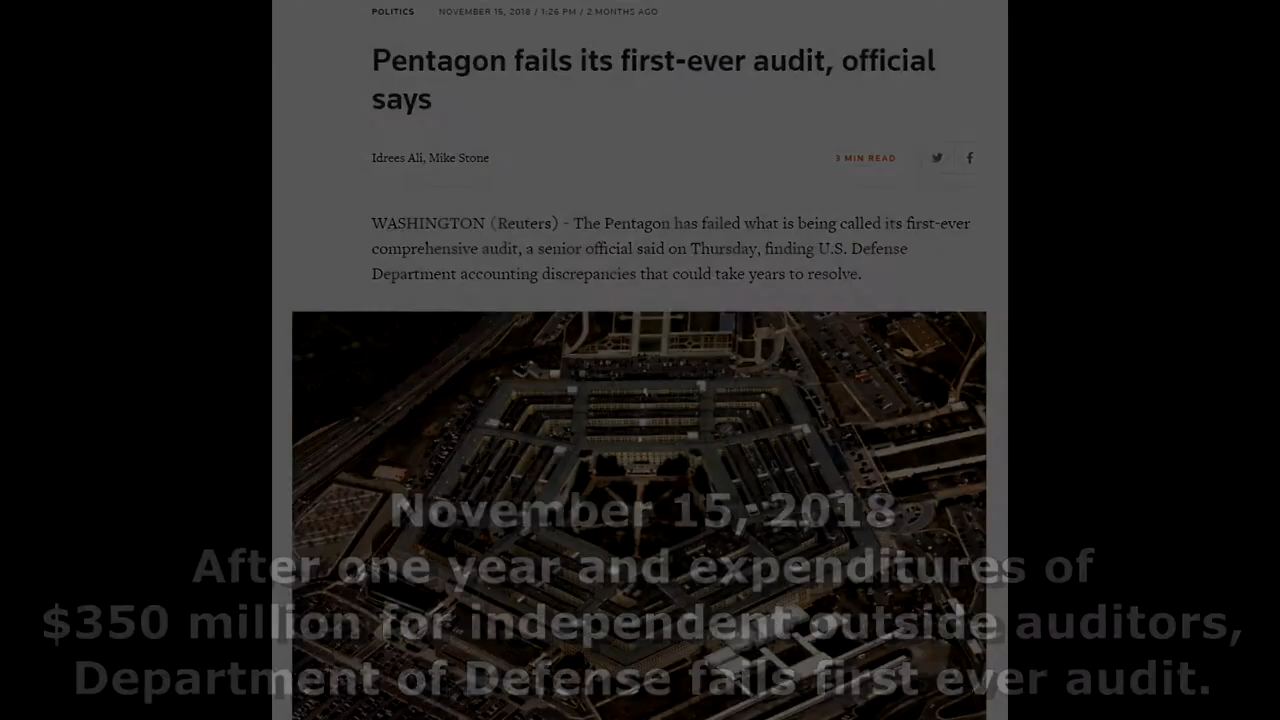 POLITICS NOVEMBER 15, 2018 / 1:26 PM / 2 MONTHS AGO
Pentagon fails its first-ever audit, official
says
Idrees Ali, Mike Stone
3 MIN READ
WASHINGTON (Reuters) - The Pentagon has failed what is being called its first-ever
comprehensive audit, a senior official said on Thursday, finding U.S. Defense
Department accounting discrepancies that could take years to resolve.
November 15, 2018
After one year and expenditures of
$350 million for independent outside auditors,
Department of Defense fails first ever audit.